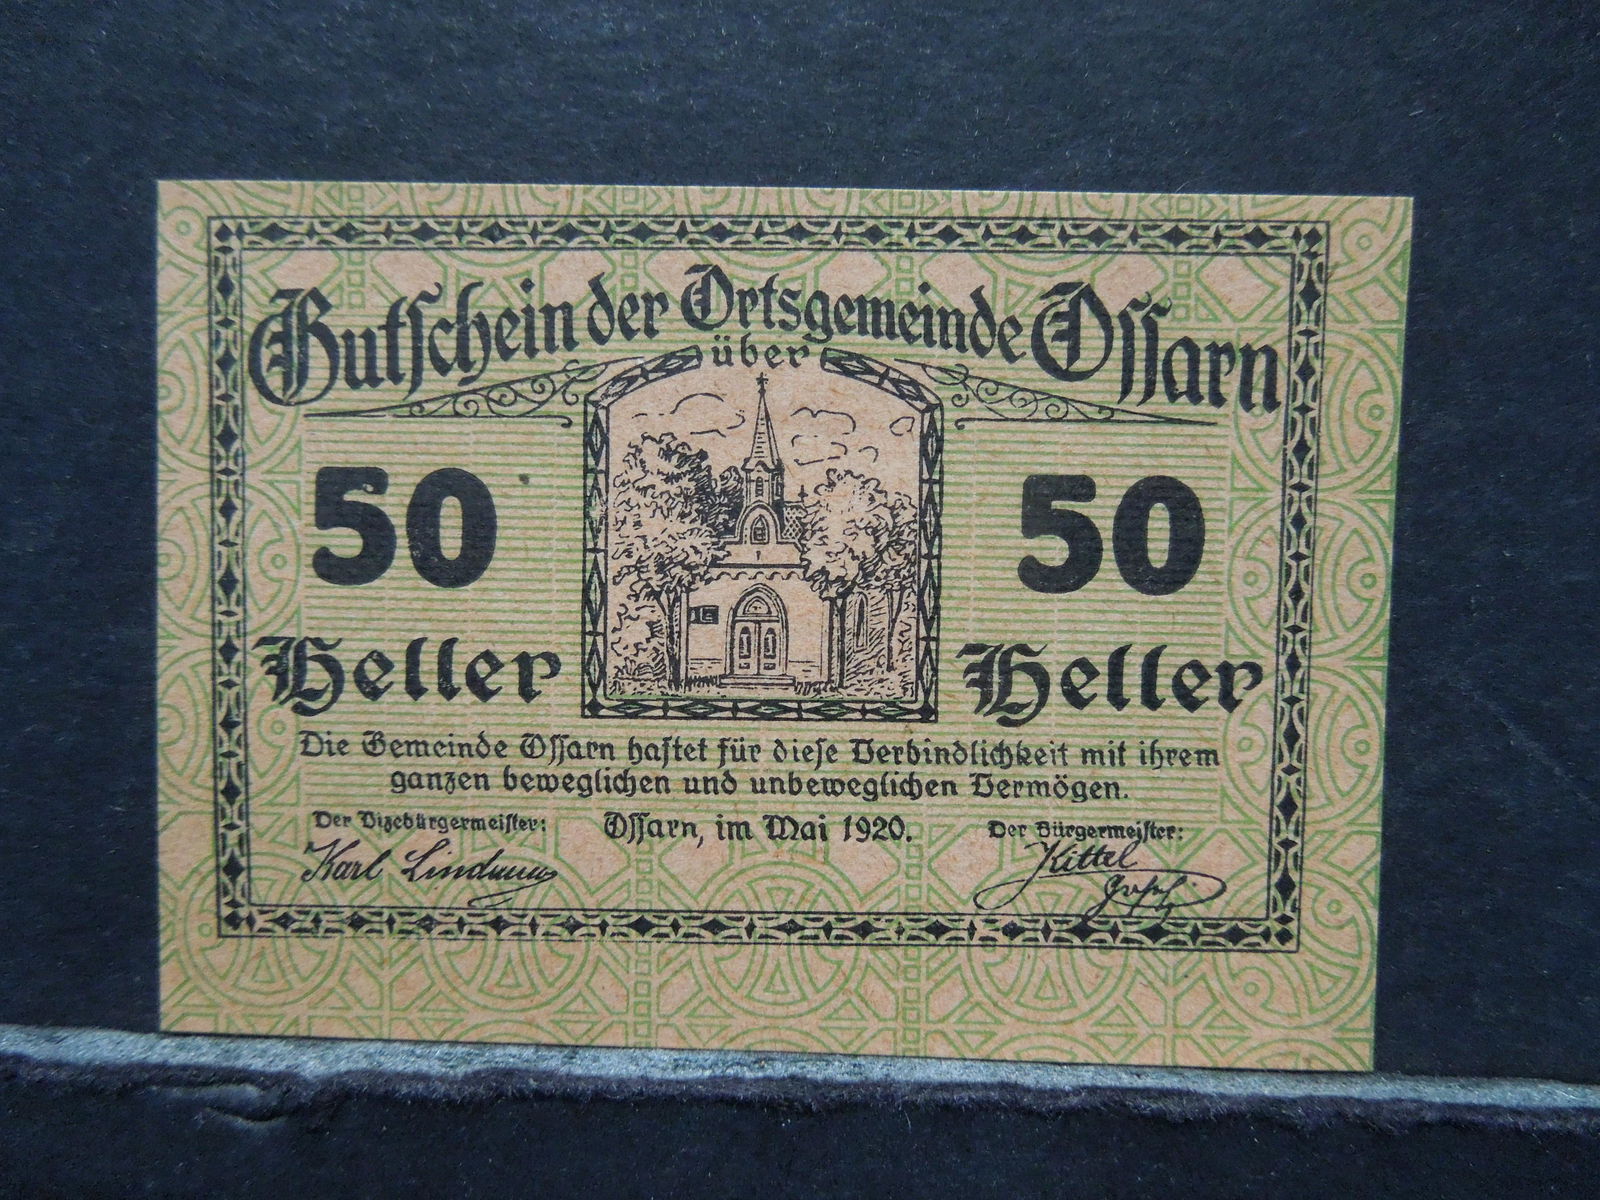 Gutschein der Ortsgemeinde Ossarn
über
50 50
Heller Heller
Die Gemeinde Ossarn haftet für diese Verbindlichkeit mit ihrem
ganzen beweglichen und unbeweglichen Vermögen.
Der Vizebürgermeister: Ossarn, im Mai 1920. Der Bürgermeister:
Karl Kittel